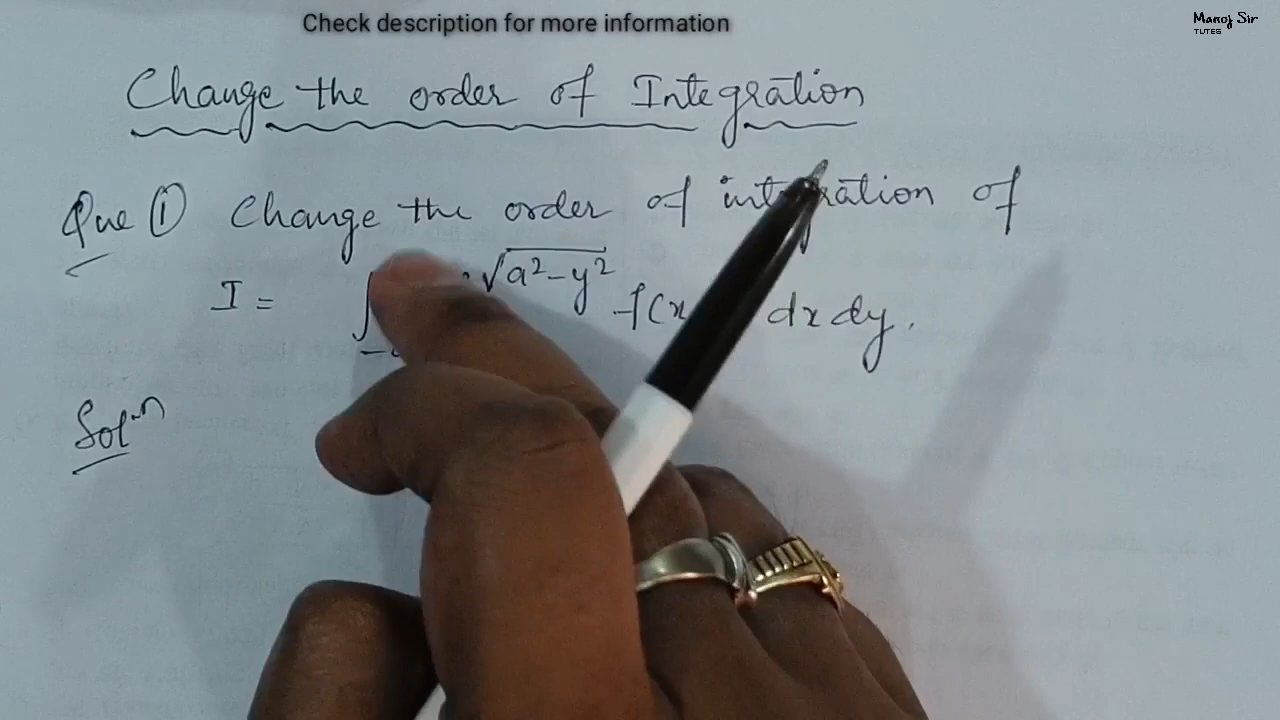 Check description for more information
Manoj Sir
TUTES
Change the order of Integration
Que ① Change the order of integration of
I = ∫ √a²-y² f(x dx dy.
Solⁿ